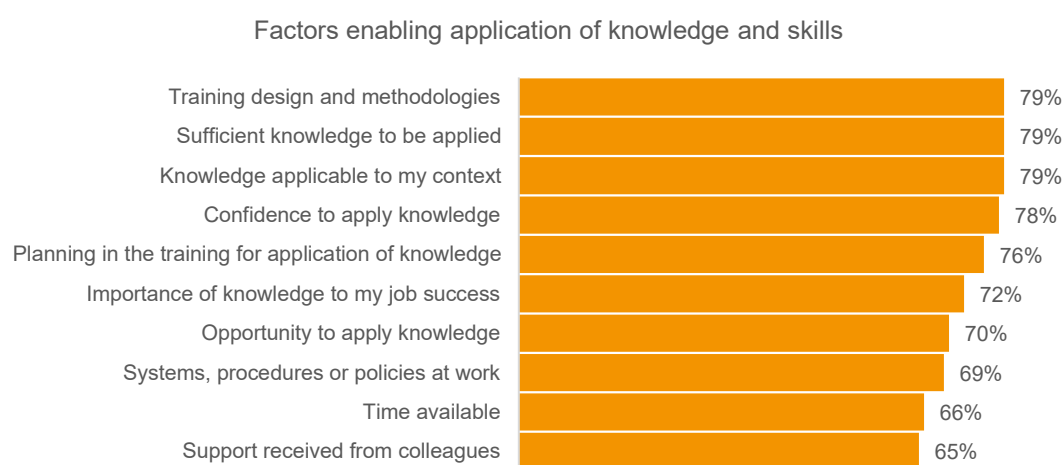 Factors enabling application of knowledge and skills
Training design and methodologies 79%
Sufficient knowledge to be applied 79%
Knowledge applicable to my context 79%
Confidence to apply knowledge 78%
Planning in the training for application of knowledge 76%
Importance of knowledge to my job success 72%
Opportunity to apply knowledge 70%
Systems, procedures or policies at work 69%
Time available 66%
Support received from colleagues 65%